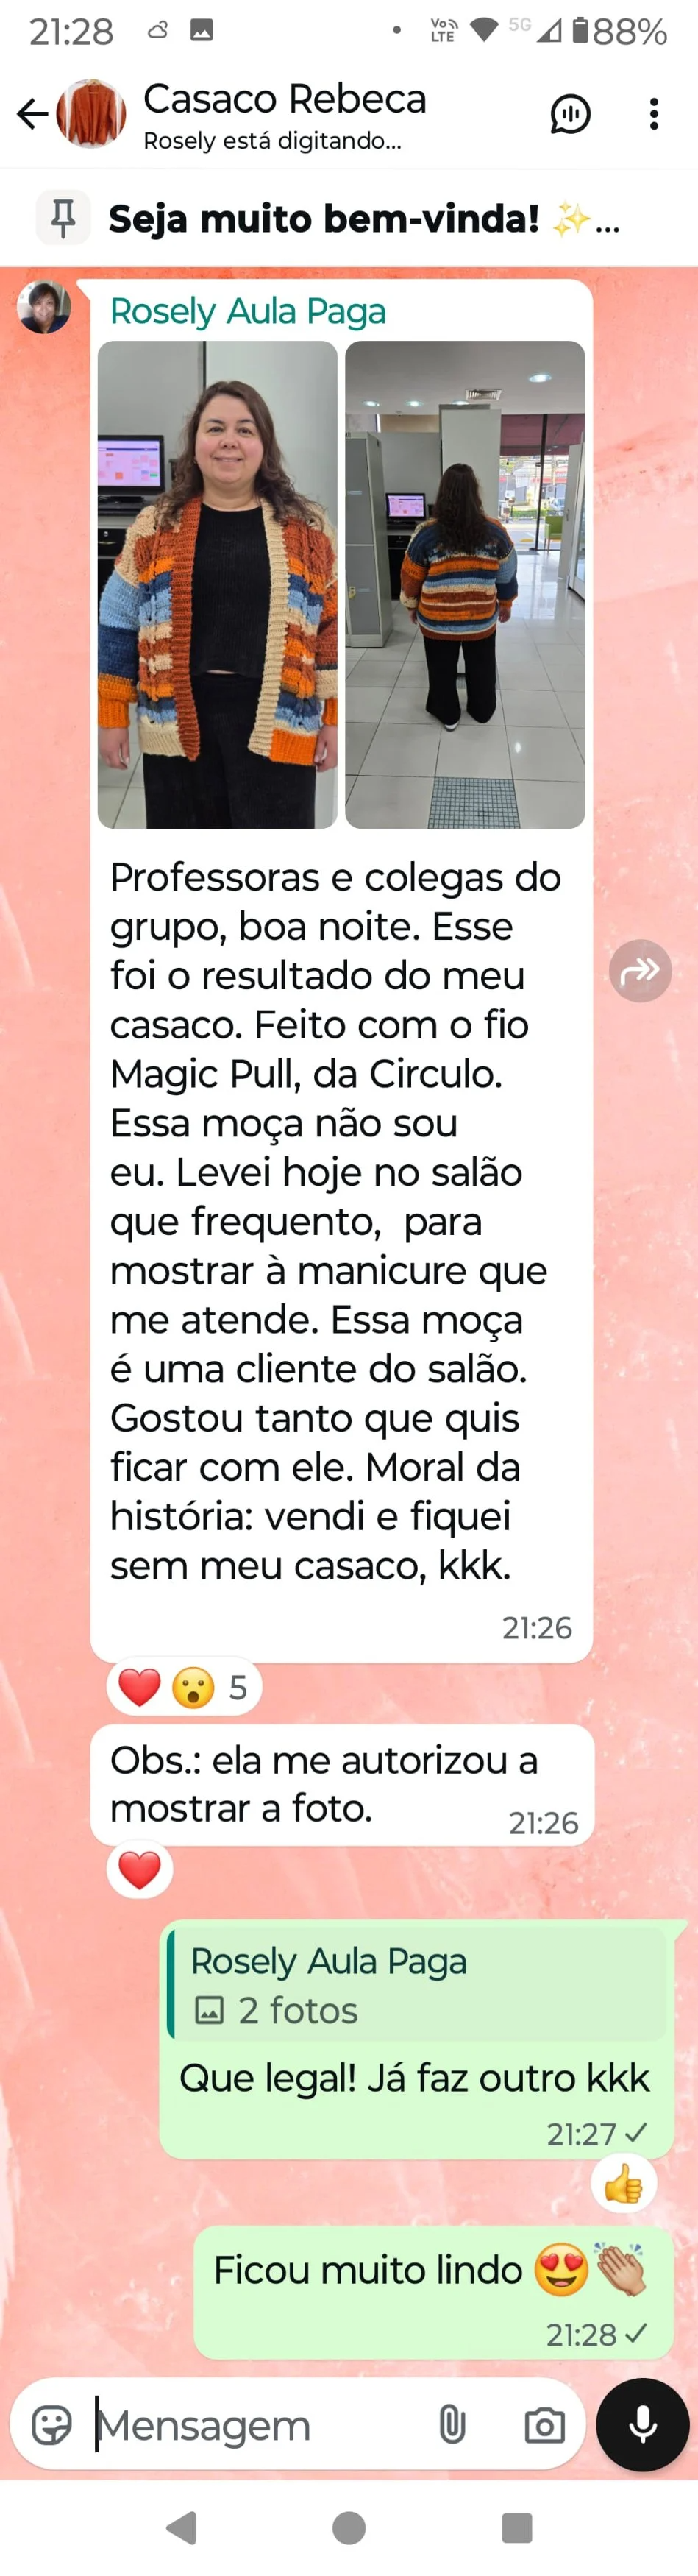 21:28
VoLTE 5G 88%
Casaco Rebeca
Rosely está digitando...
Seja muito bem-vinda! ✨...
Rosely Aula Paga
Professoras e colegas do
grupo, boa noite. Esse
foi o resultado do meu
casaco. Feito com o fio
Magic Pull, da Circulo.
Essa moça não sou
eu. Levei hoje no salão
que frequento,  para
mostrar à manicure que
me atende. Essa moça
é uma cliente do salão.
Gostou tanto que quis
ficar com ele. Moral da
história: vendi e fiquei
sem meu casaco, kkk.
21:26
❤️😮 5
Obs.: ela me autorizou a
mostrar a foto.
21:26
❤️
Rosely Aula Paga
2 fotos
Que legal! Já faz outro kkk
21:27
👍
Ficou muito lindo 😍👏🏼
21:28
Mensagem